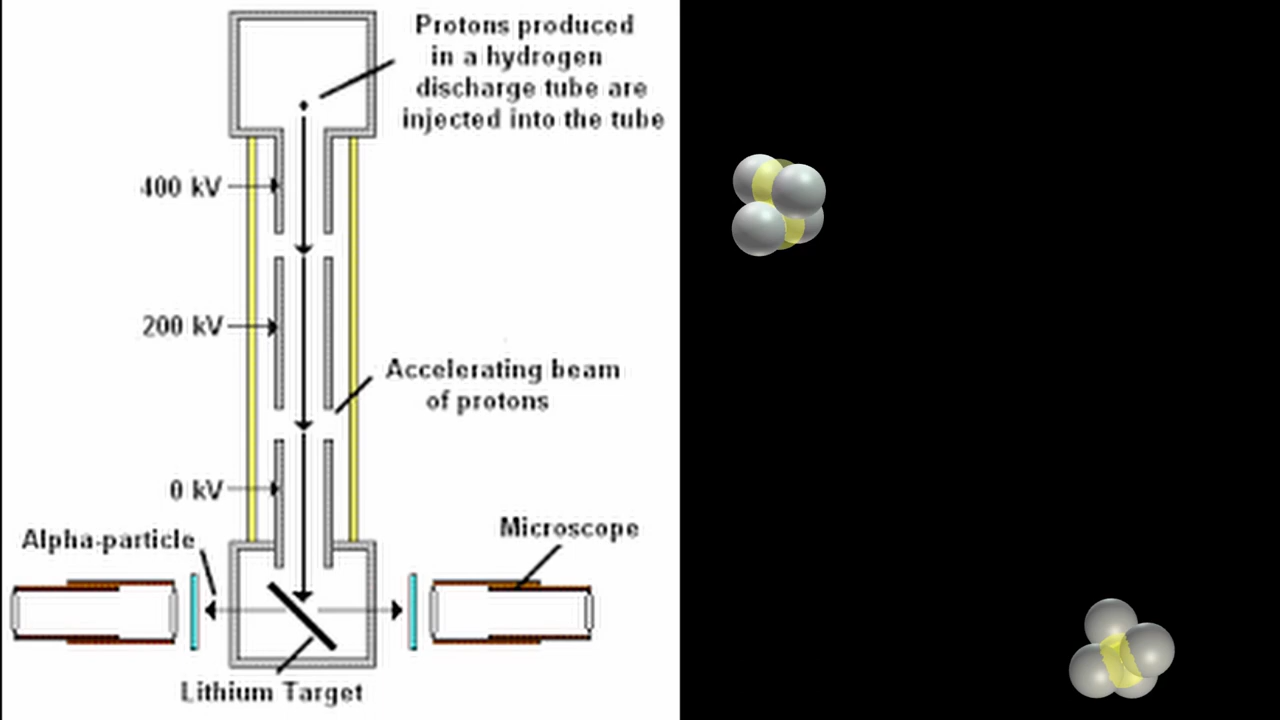 Protons produced
in a hydrogen
discharge tube are
injected into the tube
400 kV
200 kV
Accelerating beam
of protons
0 kV
Microscope
Alpha-particle
Lithium Target